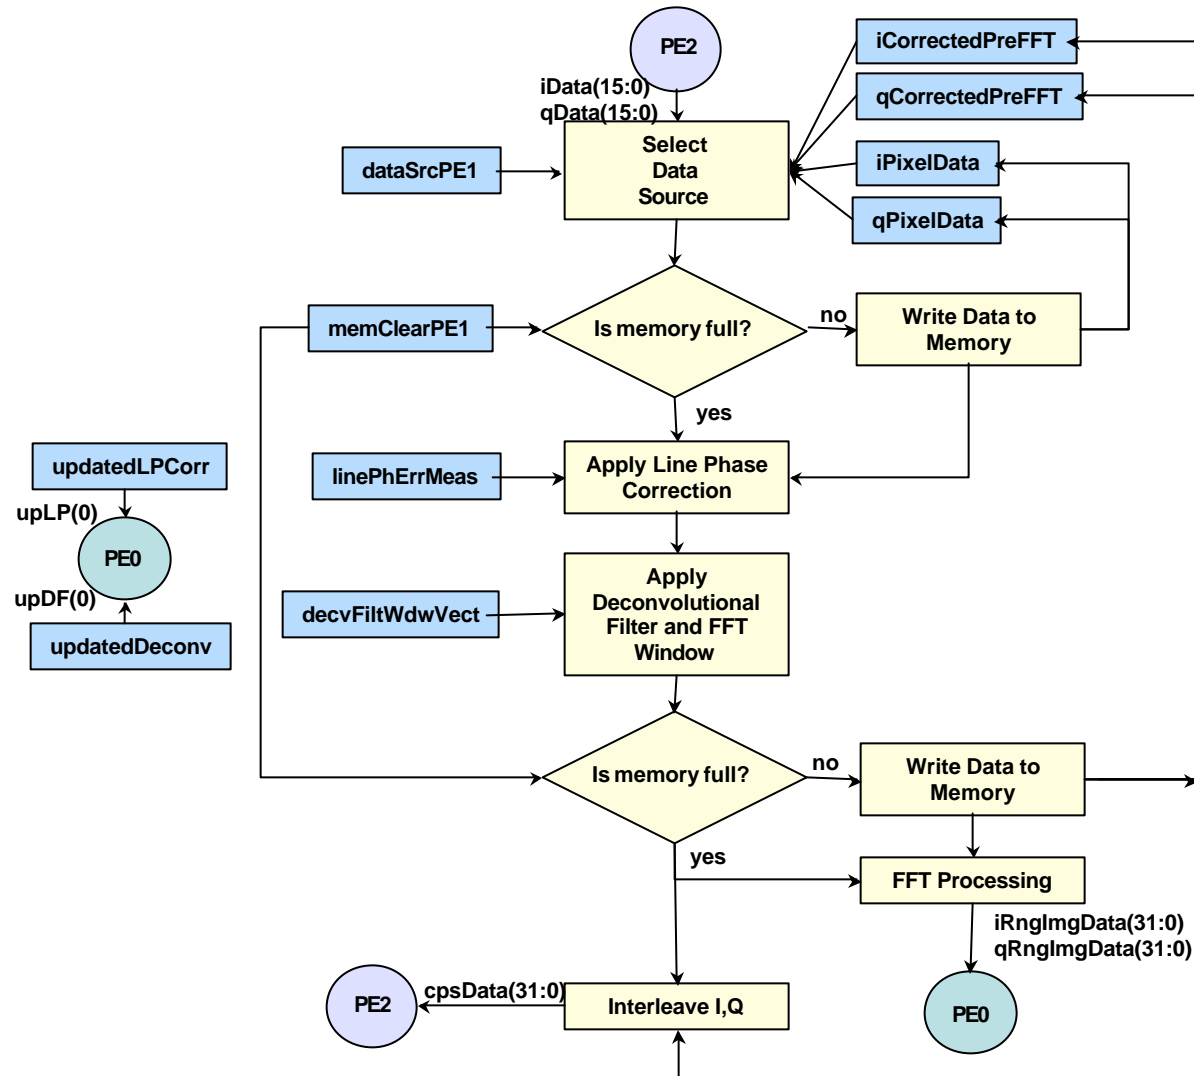 PE2
iCorrectedPreFFT
iData(15:0)
qData(15:0)
qCorrectedPreFFT
Select
Data
Source
dataSrcPE1
iPixelData
qPixelData
memClearPE1
Is memory full?
no
Write Data to
Memory
yes
updatedLPCorr
linePhErrMeas
Apply Line Phase
Correction
upLP(0)
PE0
upDF(0)
updatedDeconv
decvFiltWdwVect
Apply
Deconvolutional
Filter and FFT
Window
Is memory full?
no
Write Data to
Memory
yes
FFT Processing
iRngImgData(31:0)
qRngImgData(31:0)
PE2
cpsData(31:0)
Interleave I,Q
PE0